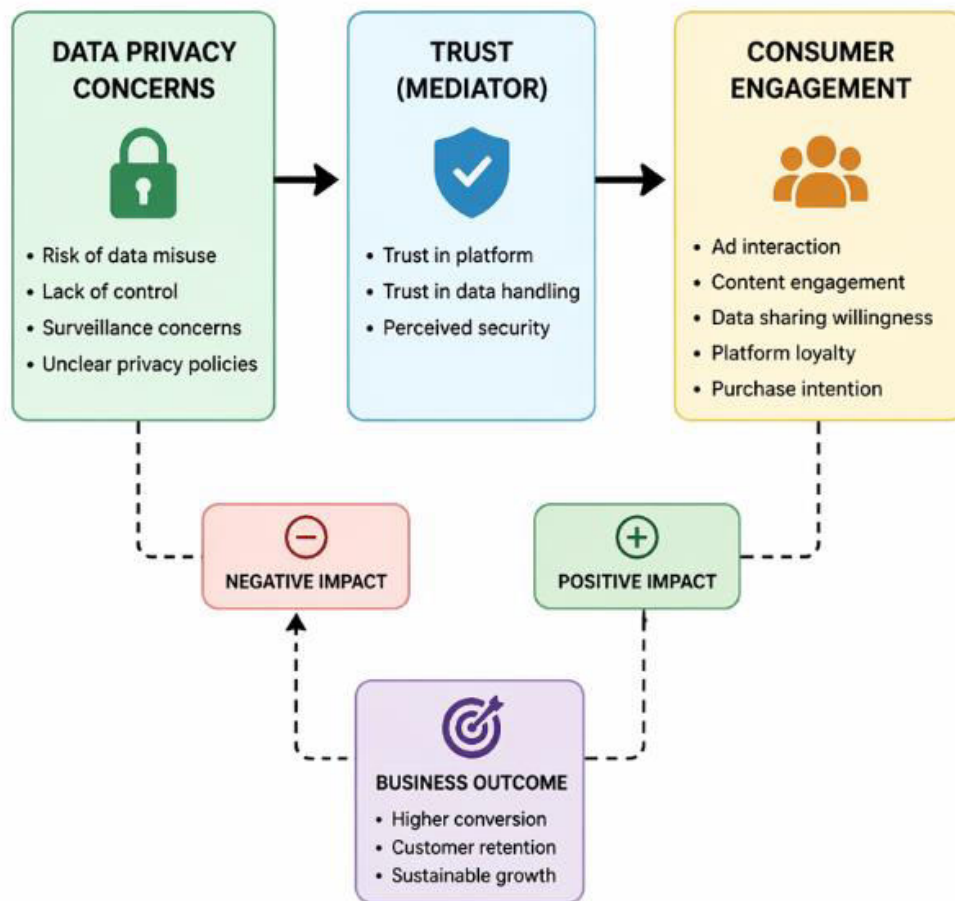 DATA PRIVACY
CONCERNS
• Risk of data misuse
• Lack of control
• Surveillance concerns
• Unclear privacy policies
TRUST
(MEDIATOR)
• Trust in platform
• Trust in data handling
• Perceived security
CONSUMER
ENGAGEMENT
• Ad interaction
• Content engagement
• Data sharing willingness
• Platform loyalty
• Purchase intention
NEGATIVE IMPACT
POSITIVE IMPACT
BUSINESS OUTCOME
• Higher conversion
• Customer retention
• Sustainable growth